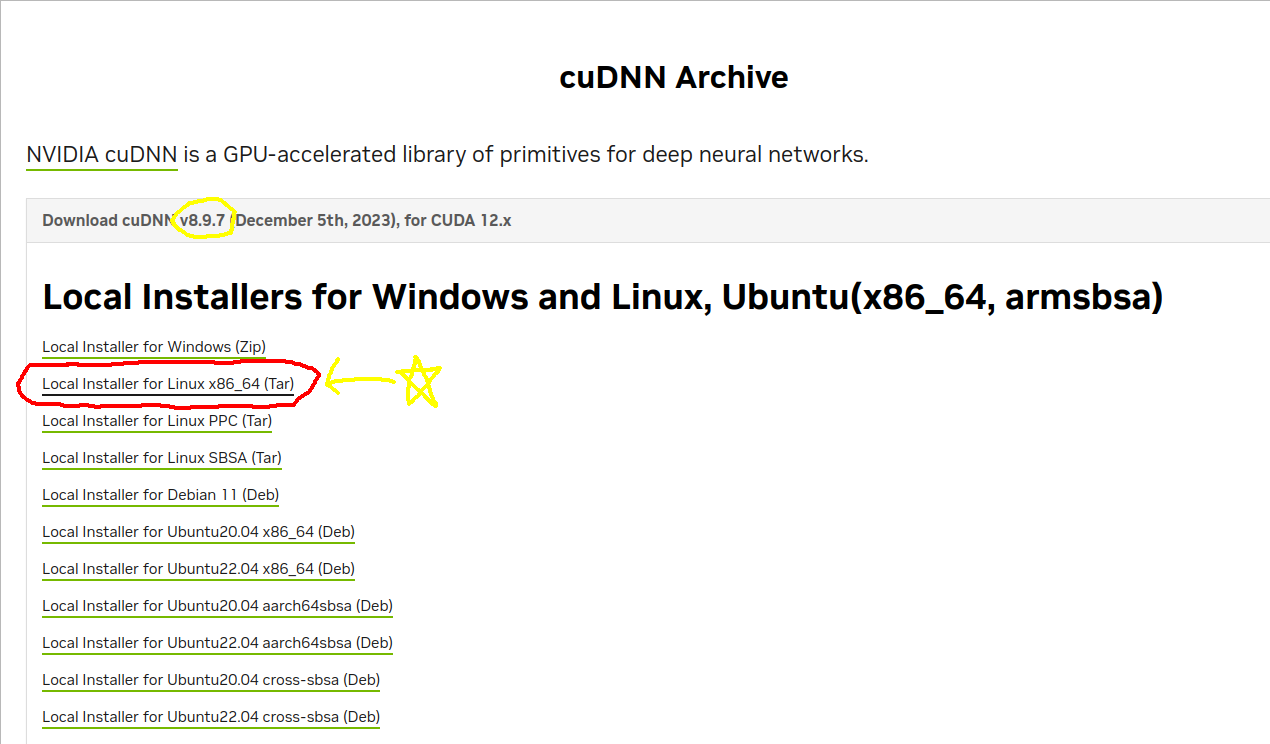 cuDNN Archive
NVIDIA cuDNN is a GPU-accelerated library of primitives for deep neural networks.
Download cuDNN v8.9.7 (December 5th, 2023), for CUDA 12.x
Local Installers for Windows and Linux, Ubuntu(x86_64, armsbsa)
Local Installer for Windows (Zip)
Local Installer for Linux x86_64 (Tar)
Local Installer for Linux PPC (Tar)
Local Installer for Linux SBSA (Tar)
Local Installer for Debian 11 (Deb)
Local Installer for Ubuntu20.04 x86_64 (Deb)
Local Installer for Ubuntu22.04 x86_64 (Deb)
Local Installer for Ubuntu20.04 aarch64sbsa (Deb)
Local Installer for Ubuntu22.04 aarch64sbsa (Deb)
Local Installer for Ubuntu20.04 cross-sbsa (Deb)
Local Installer for Ubuntu22.04 cross-sbsa (Deb)